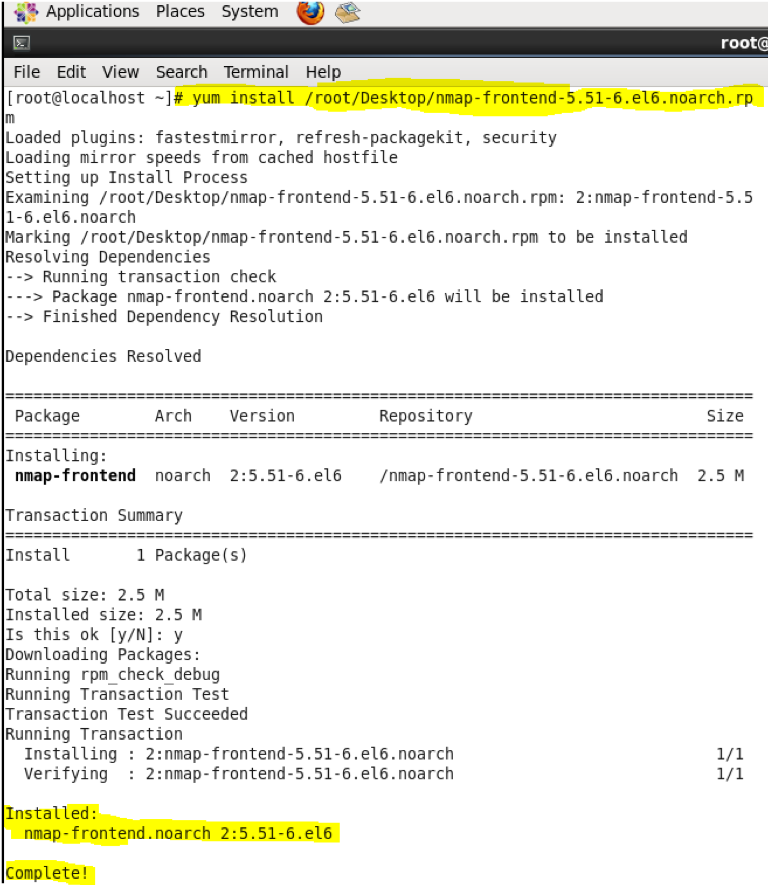 Applications Places System
root@
File Edit View Search Terminal Help
[root@localhost ~]# yum install /root/Desktop/nmap-frontend-5.51-6.el6.noarch.rp
m
Loaded plugins: fastestmirror, refresh-packagekit, security
Loading mirror speeds from cached hostfile
Setting up Install Process
Examining /root/Desktop/nmap-frontend-5.51-6.el6.noarch.rpm: 2:nmap-frontend-5.5
1-6.el6.noarch
Marking /root/Desktop/nmap-frontend-5.51-6.el6.noarch.rpm to be installed
Resolving Dependencies
--> Running transaction check
---> Package nmap-frontend.noarch 2:5.51-6.el6 will be installed
--> Finished Dependency Resolution

Dependencies Resolved

================================================================================
 Package        Arch    Version         Repository                         Size
================================================================================
Installing:
 nmap-frontend  noarch  2:5.51-6.el6    /nmap-frontend-5.51-6.el6.noarch  2.5 M

Transaction Summary
================================================================================
Install       1 Package(s)

Total size: 2.5 M
Installed size: 2.5 M
Is this ok [y/N]: y
Downloading Packages:
Running rpm_check_debug
Running Transaction Test
Transaction Test Succeeded
Running Transaction
  Installing : 2:nmap-frontend-5.51-6.el6.noarch                            1/1
  Verifying  : 2:nmap-frontend-5.51-6.el6.noarch                            1/1

Installed:
  nmap-frontend.noarch 2:5.51-6.el6

Complete!